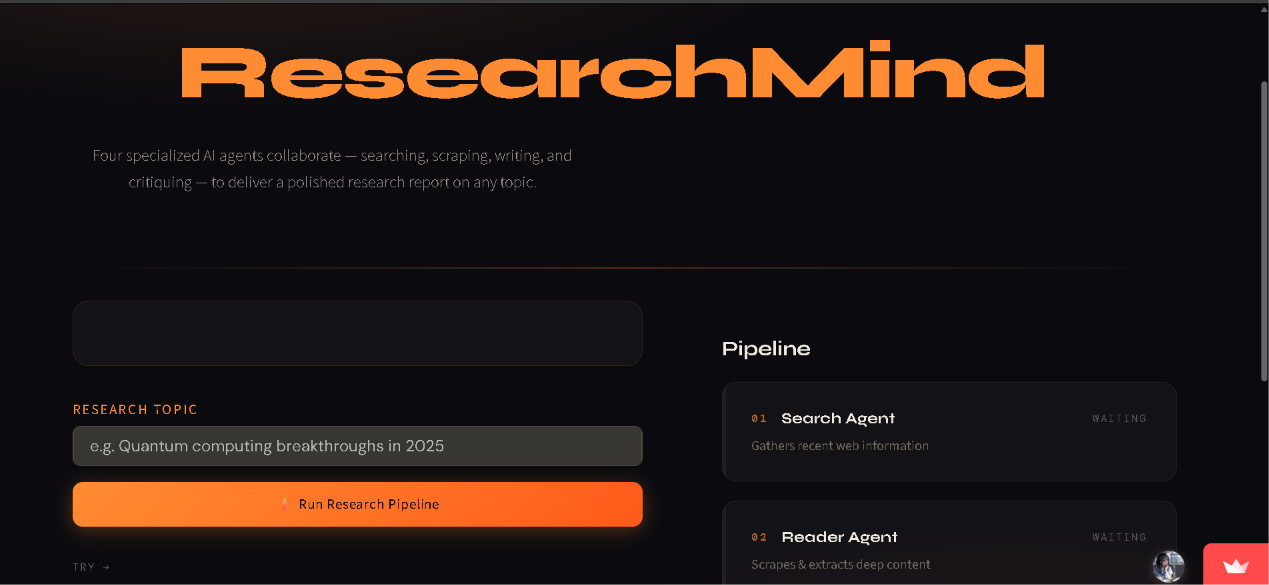 ResearchMind
Four specialized AI agents collaborate — searching, scraping, writing, and
critiquing — to deliver a polished research report on any topic.
RESEARCH TOPIC
e.g. Quantum computing breakthroughs in 2025
Run Research Pipeline
TRY →
Pipeline
01 Search Agent WAITING
Gathers recent web information
02 Reader Agent WAITING
Scrapes & extracts deep content